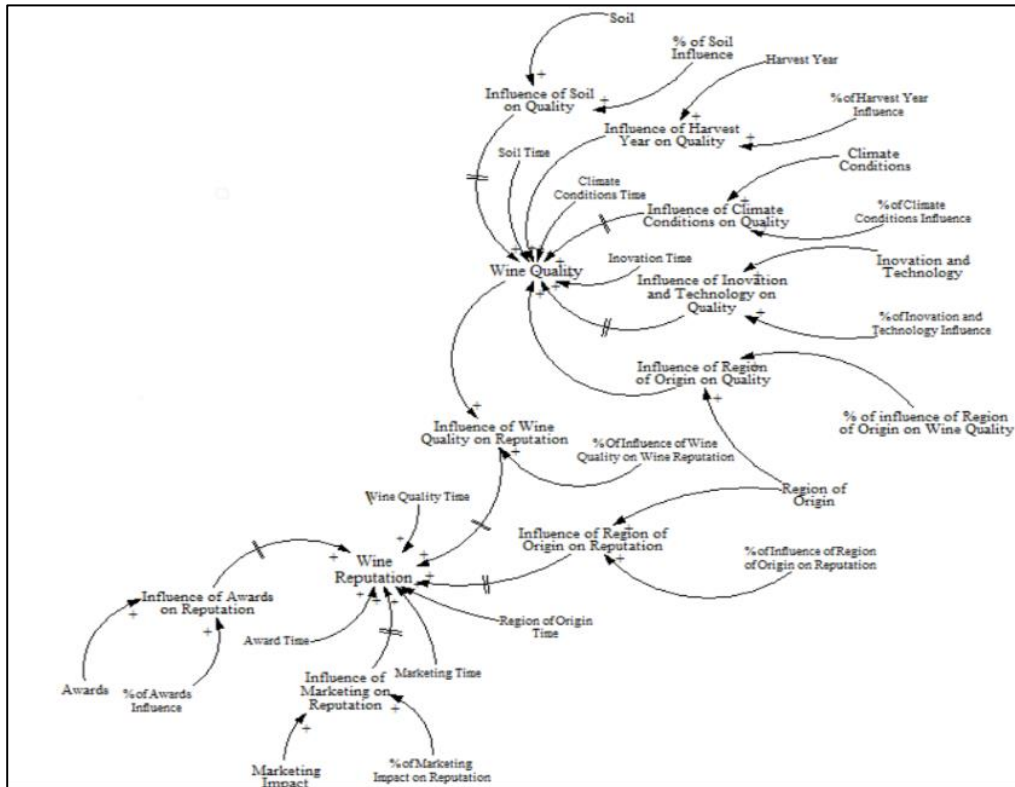 Soil
% of Soil
Influence
Harvest Year
Influence of Soil
on Quality
% of Harvest Year
Influence
Influence of Harvest
Year on Quality
Soil Time
Climate
Conditions
Climate
Conditions Time
Influence of Climate
Conditions on Quality
% of Climate
Conditions Influence
Inovation Time
Wine Quality
Inovation and
Technology
Influence of Inovation
and Technology on
Quality
% of Inovation and
Technology Influence
Influence of Region
of Origin on Quality
% of influence of Region
of Origin on Wine Quality
Influence of Wine
Quality on Reputation
% Of Influence of Wine
Quality on Wine Reputation
Region of
Origin
Wine Quality Time
Influence of Region of
Origin on Reputation
% of Influence of Region
of Origin on Reputation
Wine
Reputation
Influence of Awards
on Reputation
Region of Origin
Time
Award Time
Marketing Time
Awards
% of Awards
Influence
Influence of
Marketing on
Reputation
Marketing
Impact
% of Marketing
Impact on Reputation